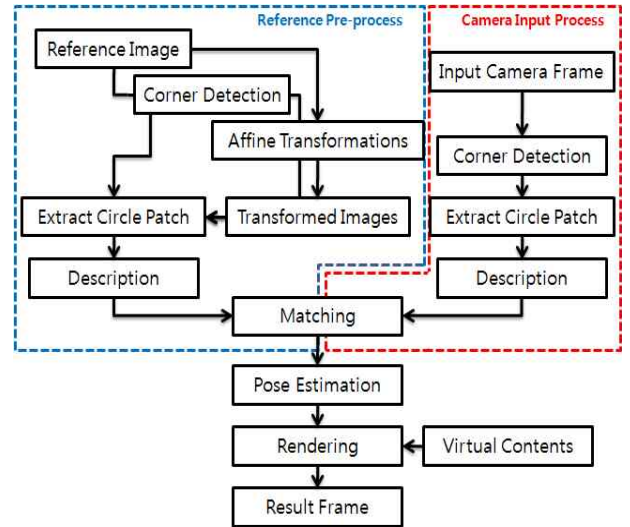 Reference Pre-process
Camera Input Process
Reference Image
Input Camera Frame
Corner Detection
Affine Transformations
Corner Detection
Extract Circle Patch
Transformed Images
Extract Circle Patch
Description
Description
Matching
Pose Estimation
Rendering
Virtual Contents
Result Frame